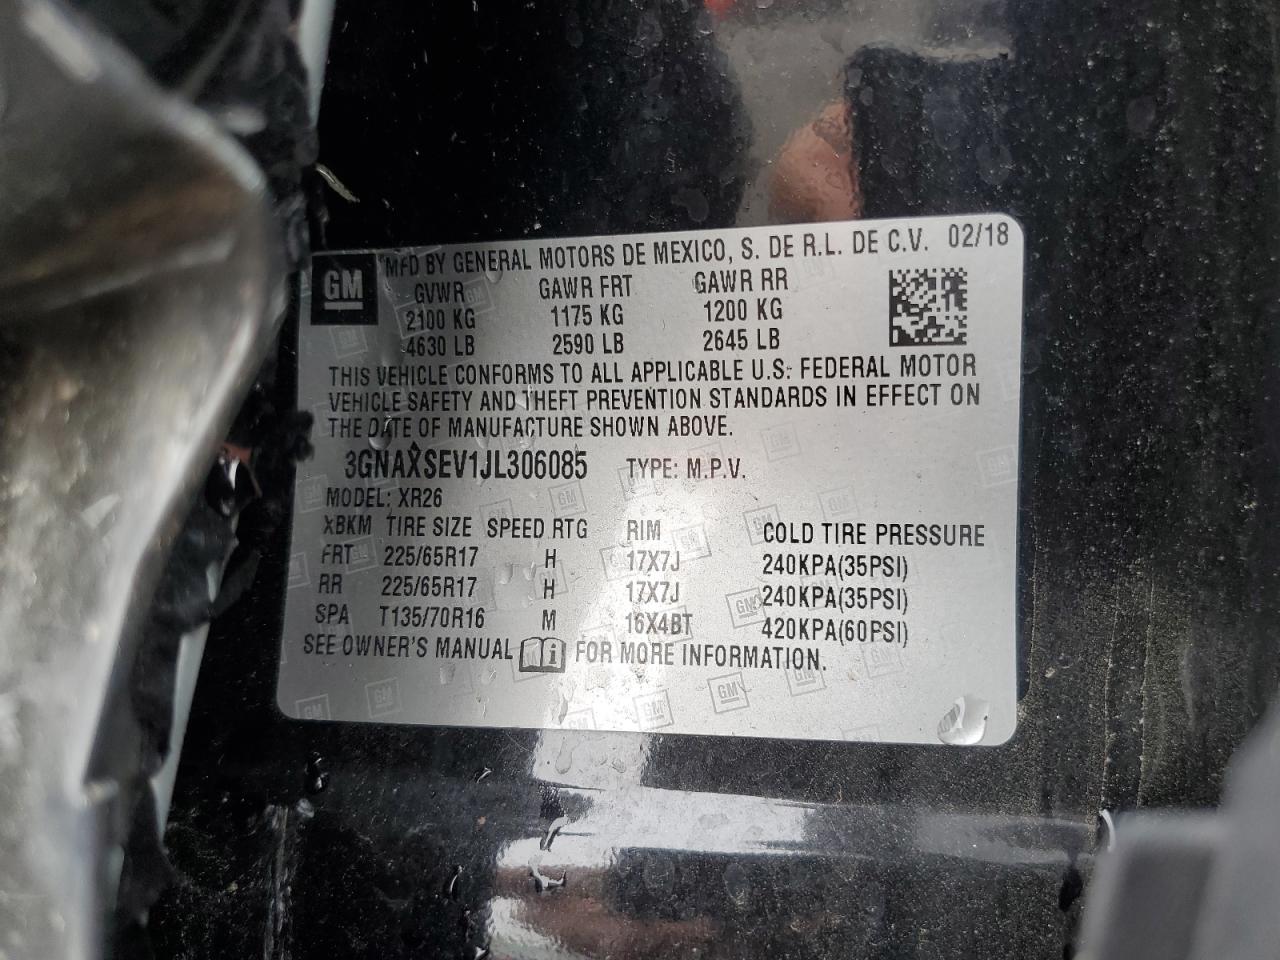 GM
MFD BY GENERAL MOTORS DE MEXICO, S. DE R.L. DE C.V. 02/18
GVWR GAWR FRT GAWR RR
2100 KG 1175 KG 1200 KG
4630 LB 2590 LB 2645 LB
THIS VEHICLE CONFORMS TO ALL APPLICABLE U.S. FEDERAL MOTOR
VEHICLE SAFETY AND THEFT PREVENTION STANDARDS IN EFFECT ON
THE DATE OF MANUFACTURE SHOWN ABOVE.
3GNAXSEV1JL306085 TYPE: M.P.V.
MODEL: XR26
XBKM TIRE SIZE SPEED RTG RIM COLD TIRE PRESSURE
FRT 225/65R17 H 17X7J 240KPA(35PSI)
RR 225/65R17 H 17X7J 240KPA(35PSI)
SPA T135/70R16 M 16X4BT 420KPA(60PSI)
SEE OWNER'S MANUAL i FOR MORE INFORMATION.